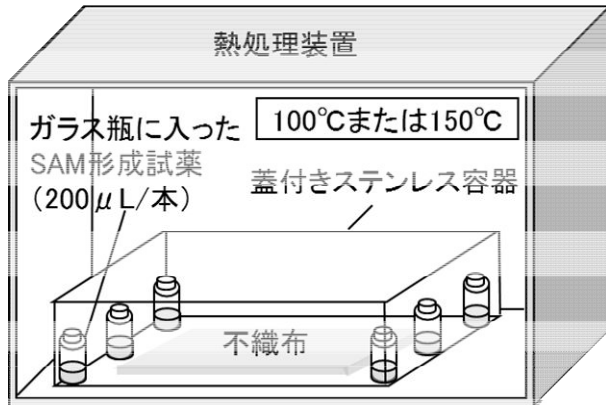 熱処理装置
ガラス瓶に入った
SAM形成試薬
(200μL/本)
100℃または150℃
蓋付きステンレス容器
不織布